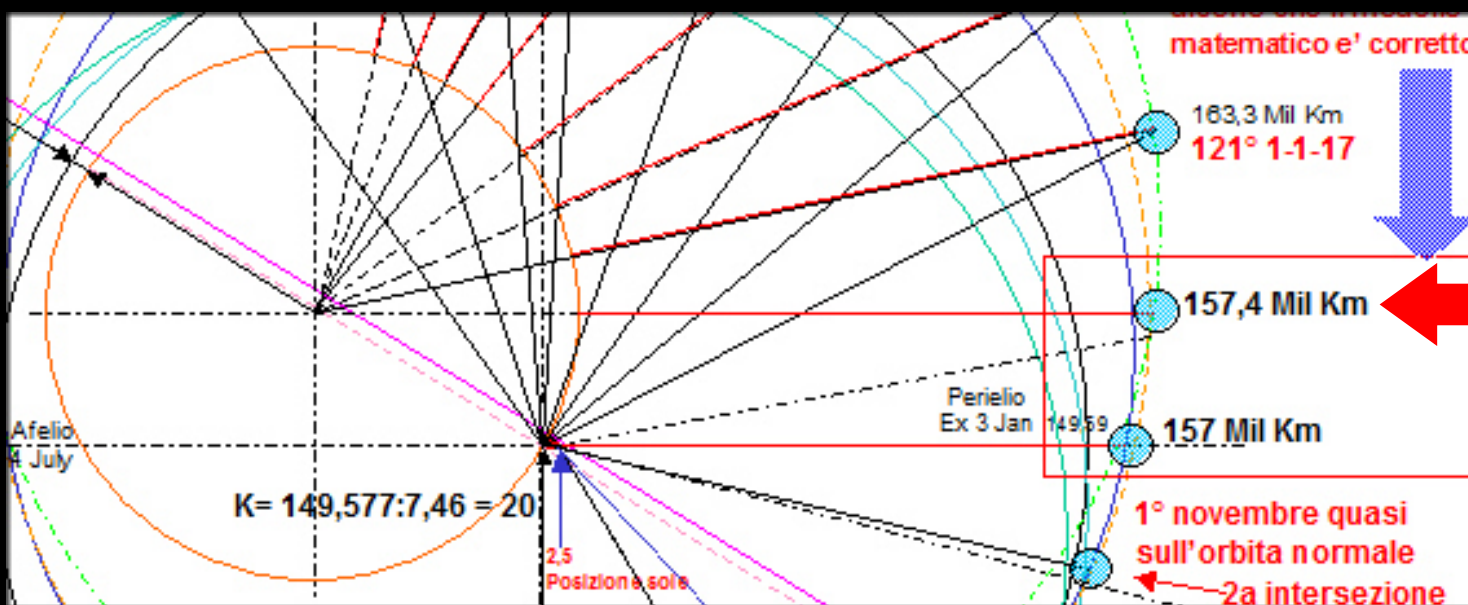 matematico e' corretto
163,3 Mil Km
121° 1-1-17
157,4 Mil Km
Perielio
Ex 3 Jan 149,59
157 Mil Km
Afelio
4 July
K= 149,577:7,46 = 20
2,5
Posizione sole
1° novembre quasi
sull'orbita normale
2a intersezione